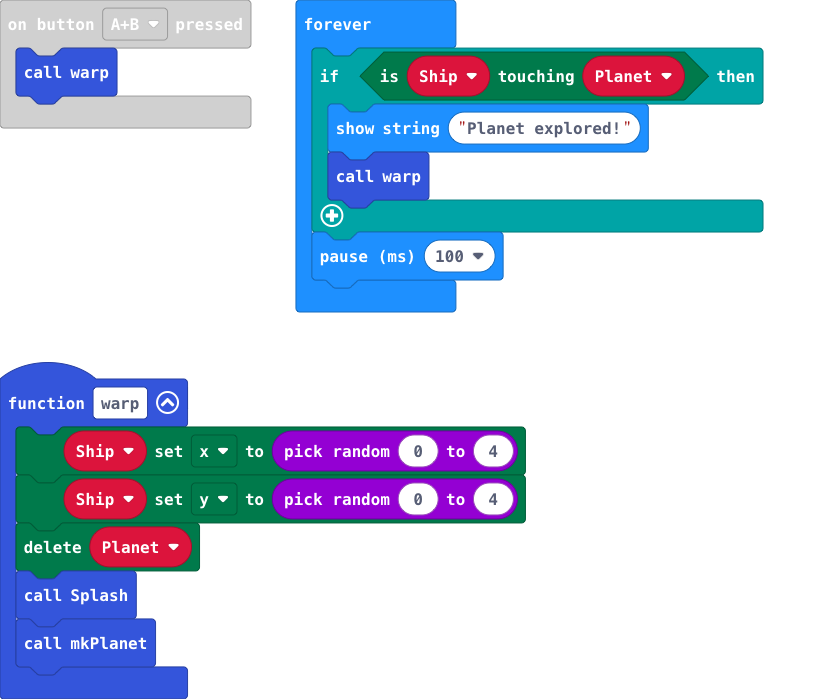 on button A+B pressed
call warp
forever
if is Ship touching Planet then
show string "Planet explored!"
call warp
pause (ms) 100
function warp
Ship set x to pick random 0 to 4
Ship set y to pick random 0 to 4
delete Planet
call Splash
call mkPlanet